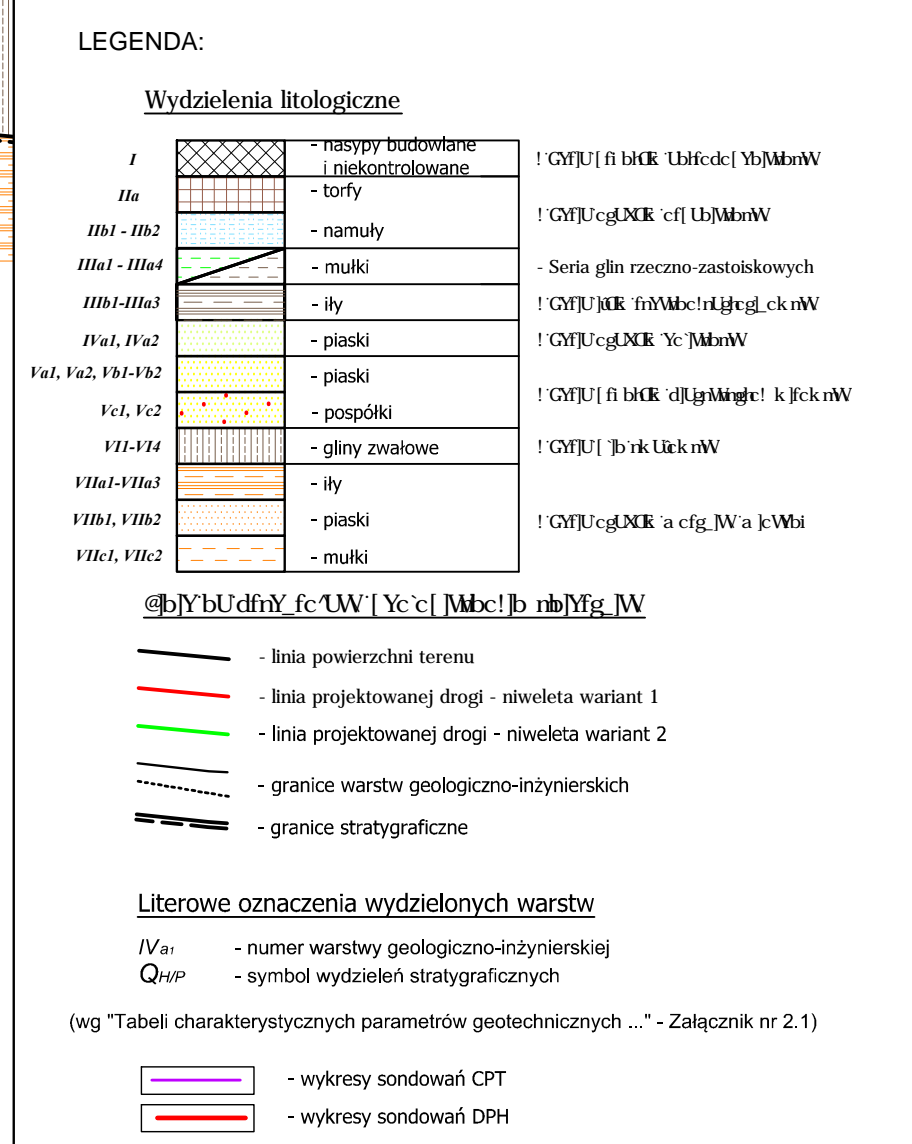 LEGENDA:
Wydzielenia litologiczne
I - nasypy budowlane
i niekontrolowane
IIa - torfy
IIb1 - IIb2 - namuły
IIIa1 - IIIa4 - mułki - Seria glin rzeczno-zastoiskowych
IIIb1-IIIa3 - iły
IVa1, IVa2 - piaski
Va1, Va2, Vb1-Vb2 - piaski
Vc1, Vc2 - pospółki
VI1-VI4 - gliny zwałowe
VIIa1-VIIa3 - iły
VIIb1, VIIb2 - piaski
VIIc1, VIIc2 - mułki
- linia powierzchni terenu
- linia projektowanej drogi - niweleta wariant 1
- linia projektowanej drogi - niweleta wariant 2
- granice warstw geologiczno-inżynierskich
- granice stratygraficzne
Literowe oznaczenia wydzielonych warstw
IVa1 - numer warstwy geologiczno-inżynierskiej
QH/P - symbol wydzieleń stratygraficznych
(wg "Tabeli charakterystycznych parametrów geotechnicznych ..." - Załącznik nr 2.1)
- wykresy sondowań CPT
- wykresy sondowań DPH